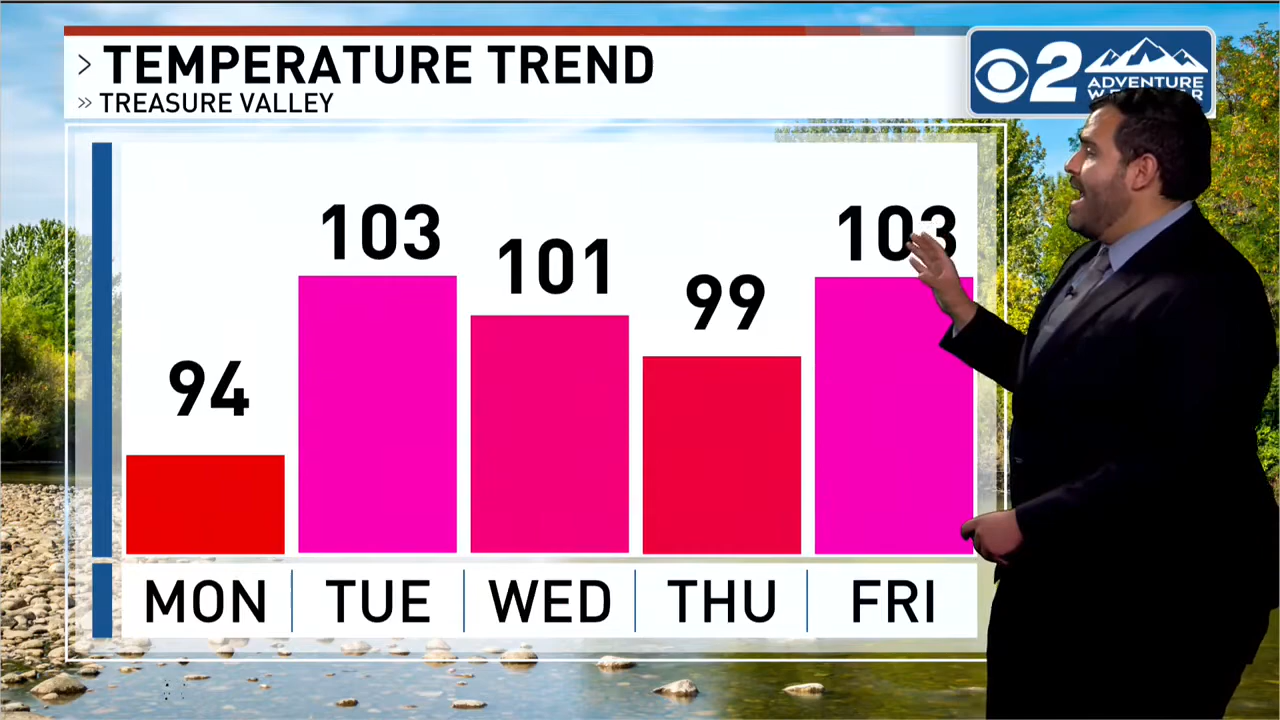 > TEMPERATURE TREND
» TREASURE VALLEY
2 ADVENTURE
103
103
101
99
94
MON TUE WED THU FRI